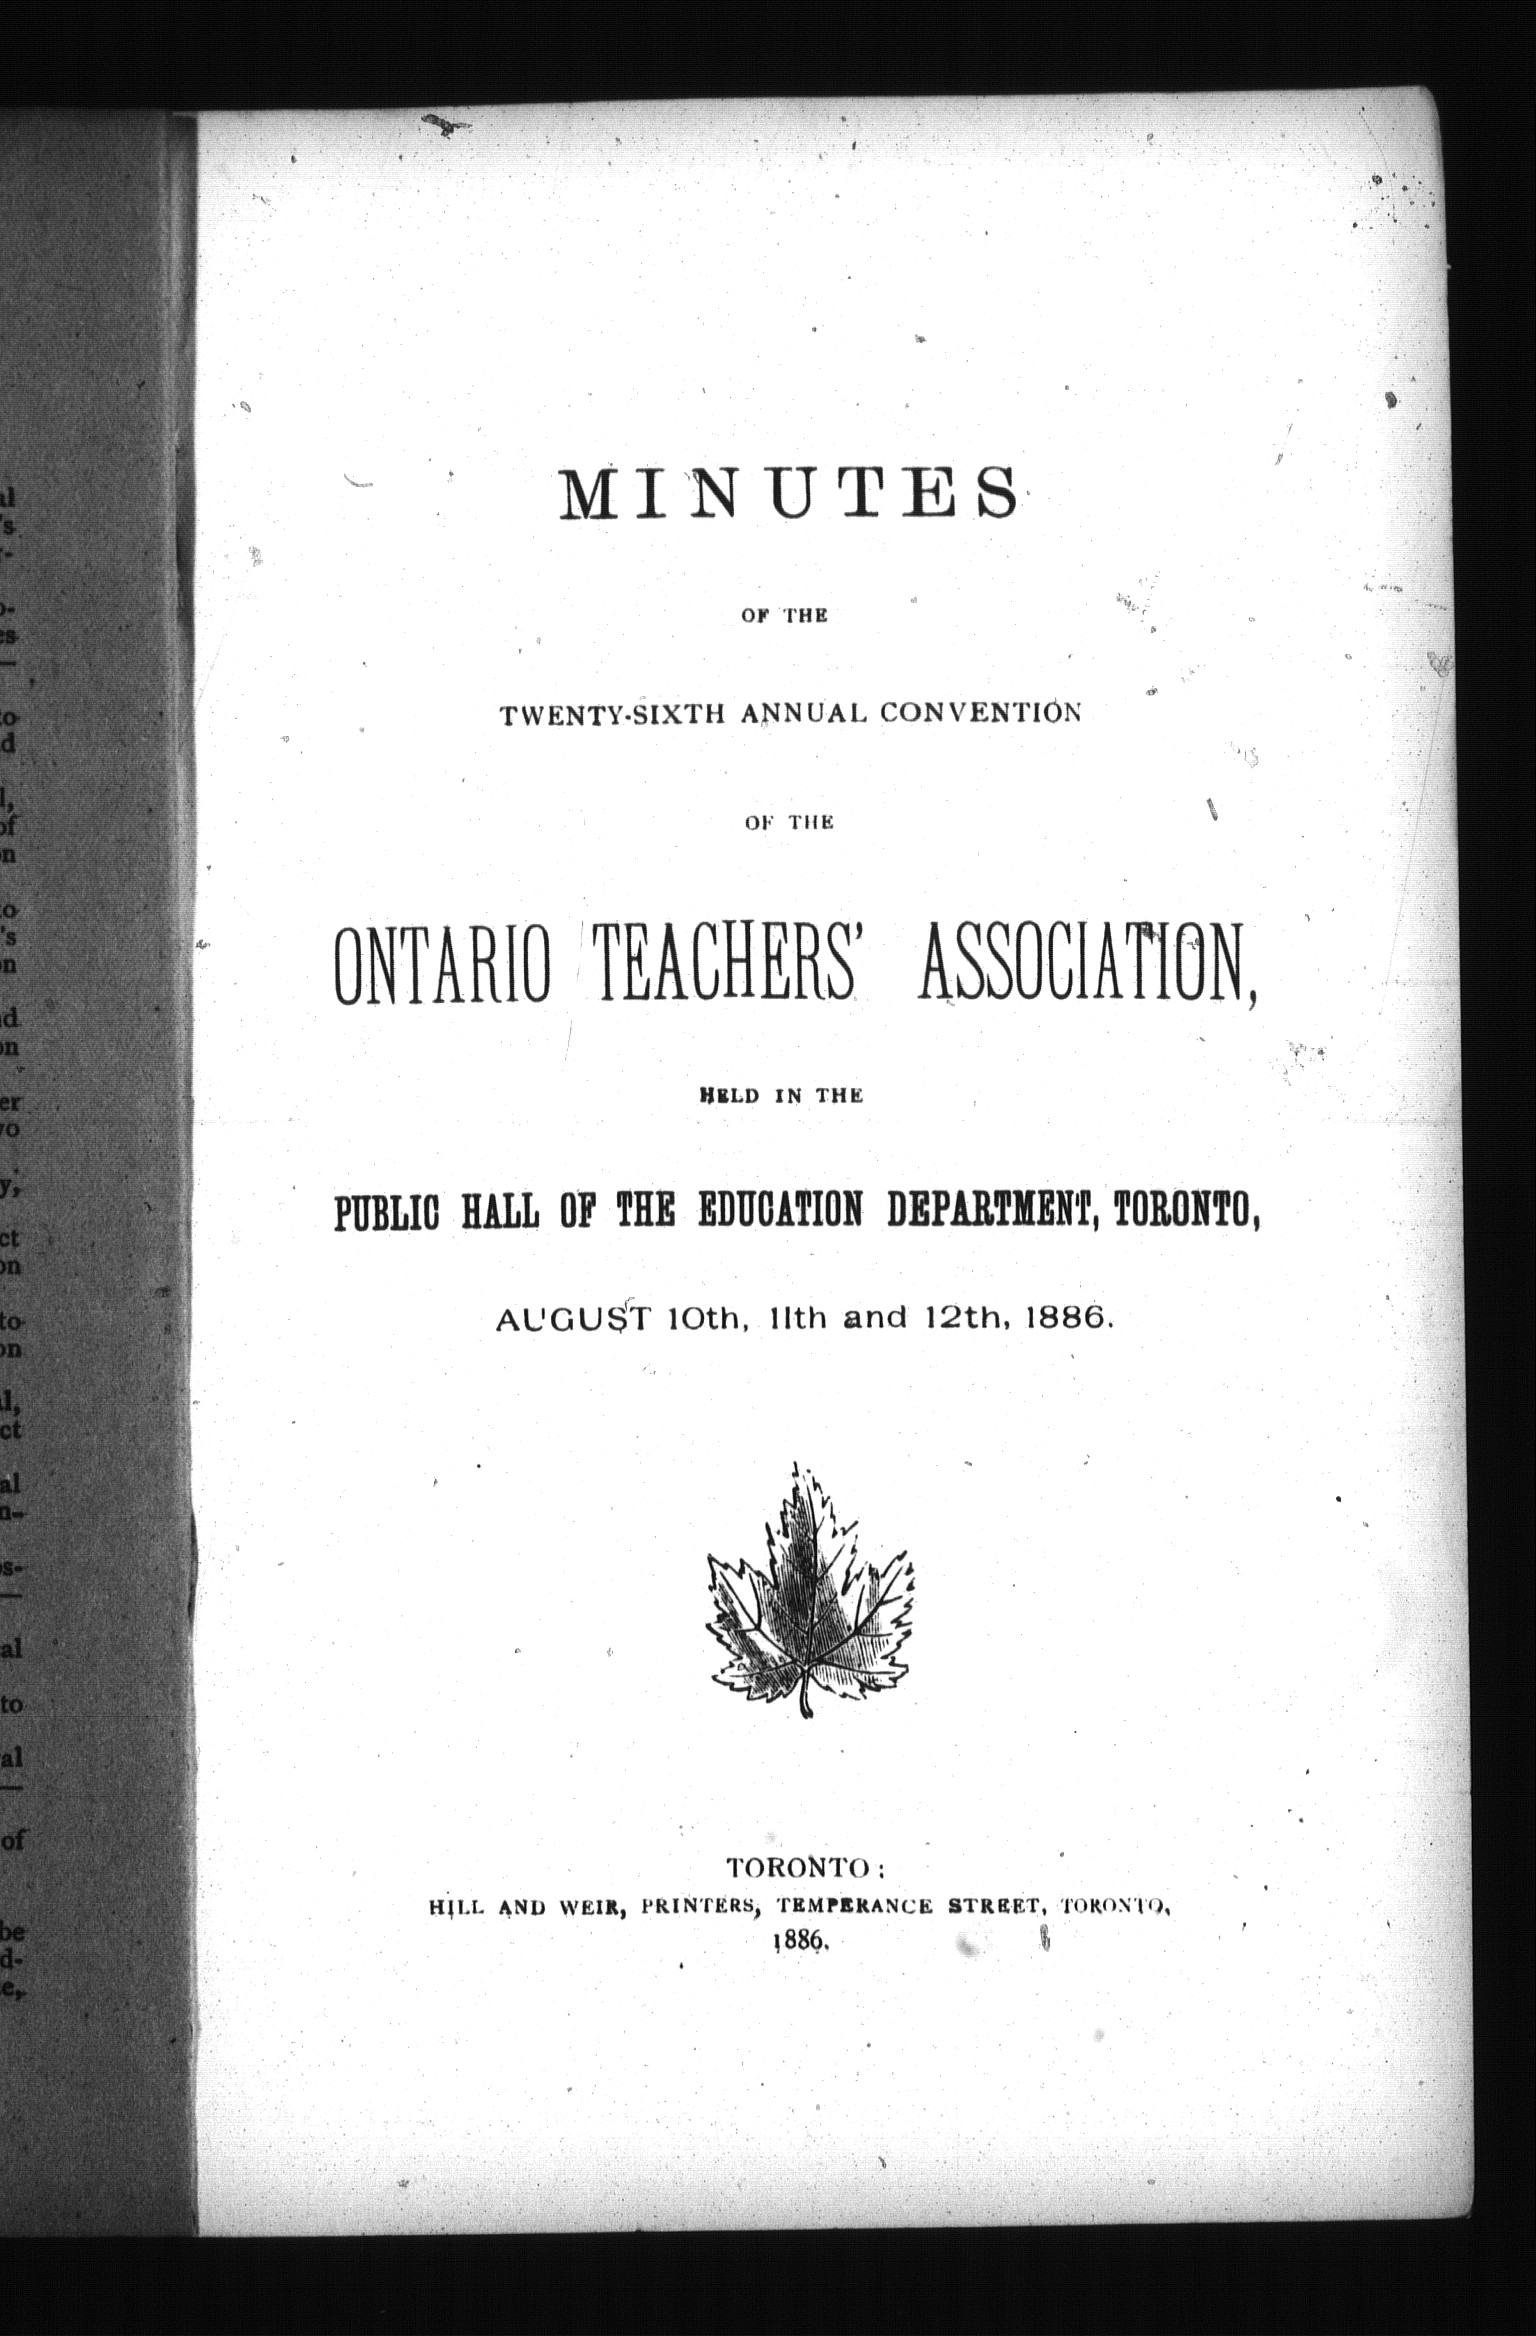 MINUTES
OF THE
TWENTY-SIXTH ANNUAL CONVENTION
OF THE
ONTARIO TEACHERS' ASSOCIATION,
HELD IN THE
PUBLIC HALL OF THE EDUCATION DEPARTMENT, TORONTO,
AUGUST 10th, 11th and 12th, 1886.
TORONTO:
HILL AND WEIR, PRINTERS, TEMPERANCE STREET, TORONTO,
1886.